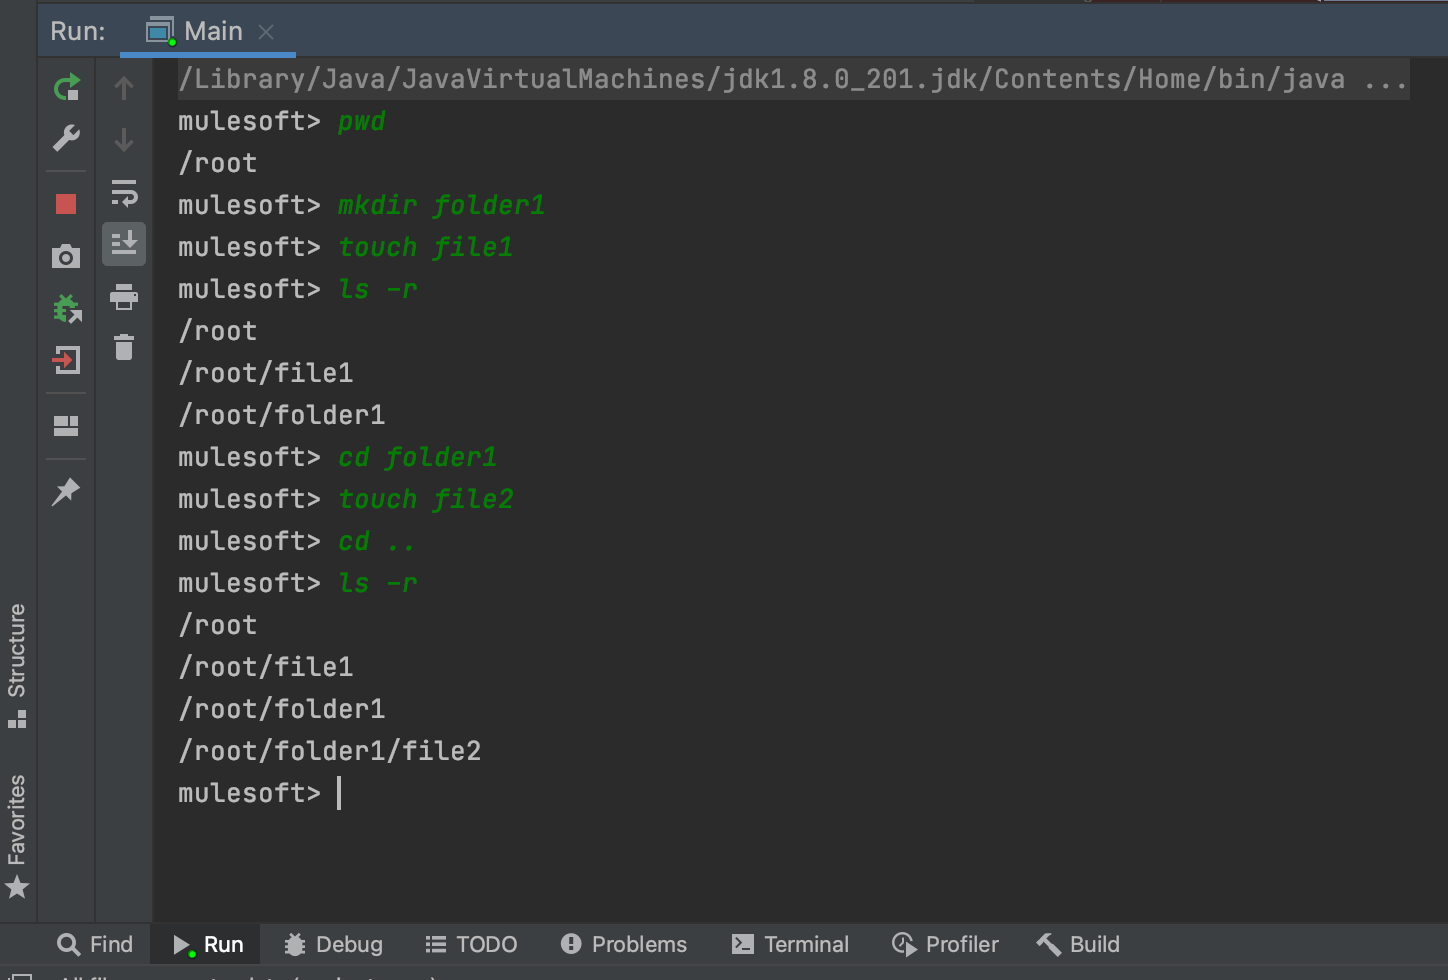 Run: Main
/Library/Java/JavaVirtualMachines/jdk1.8.0_201.jdk/Contents/Home/bin/java ...
mulesoft> pwd
/root
mulesoft> mkdir folder1
mulesoft> touch file1
mulesoft> ls -r
/root
/root/file1
/root/folder1
mulesoft> cd folder1
mulesoft> touch file2
mulesoft> cd ..
mulesoft> ls -r
/root
/root/file1
/root/folder1
/root/folder1/file2
mulesoft>
Structure
Favorites
Find Run Debug TODO Problems Terminal Profiler Build